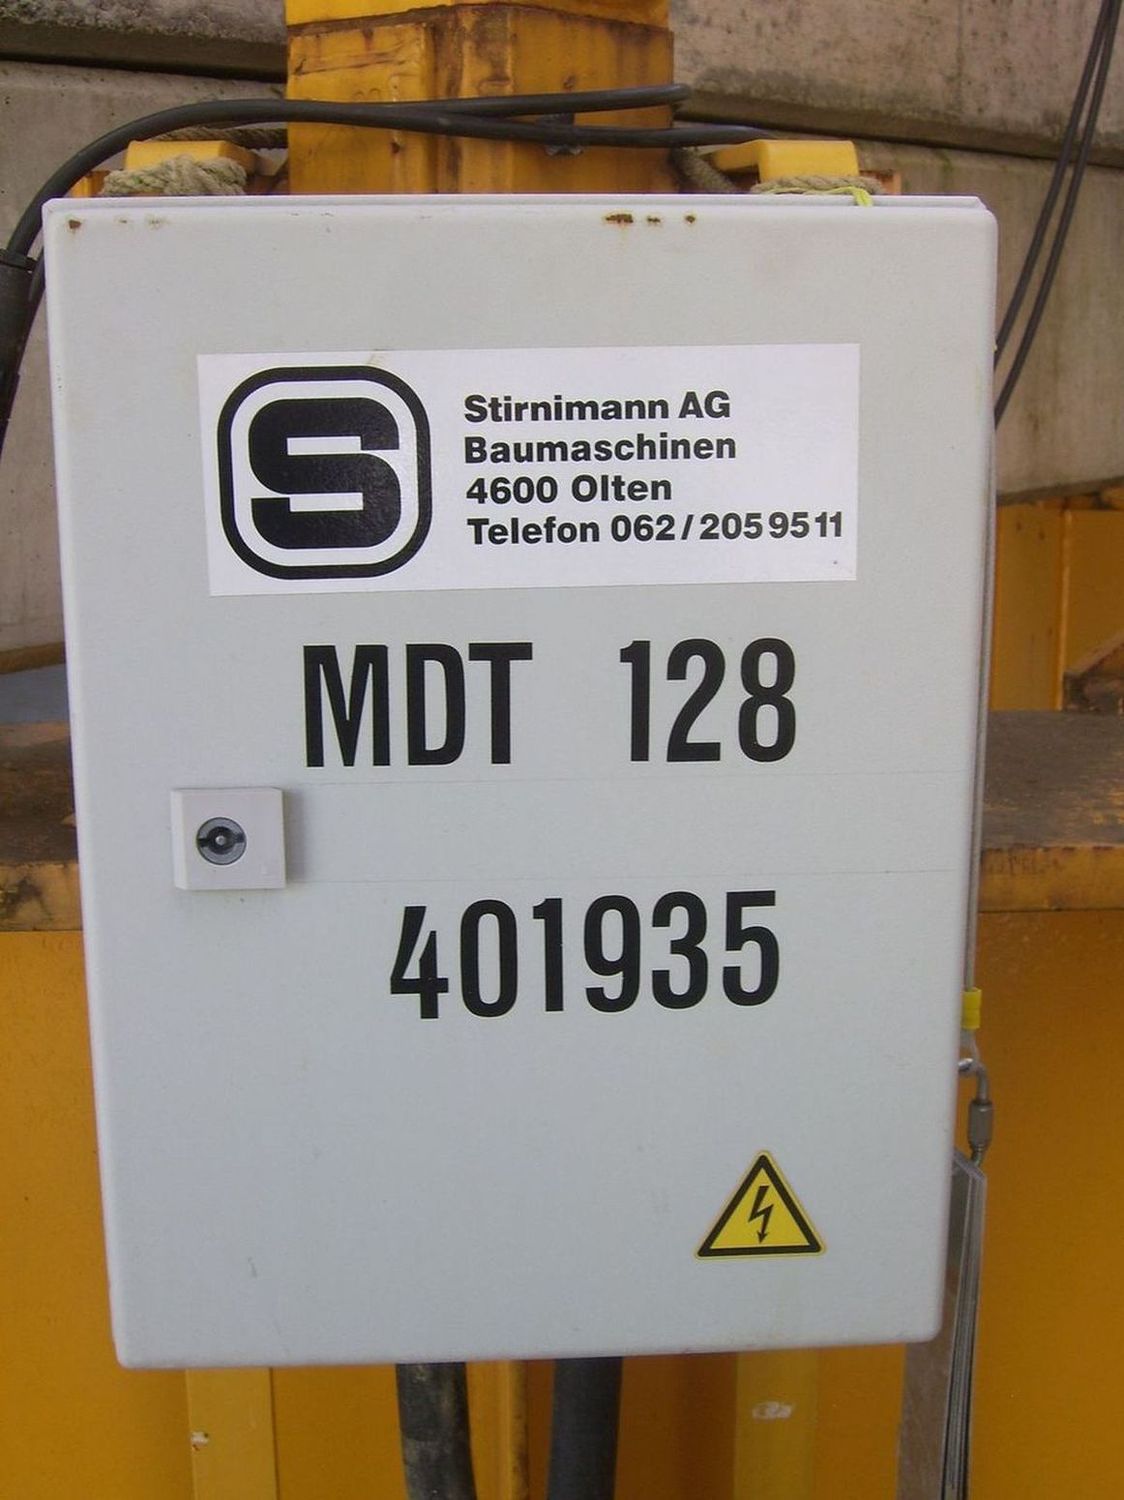 S
Stirnimann AG
Baumaschinen
4600 Olten
Telefon 062/205 95 11
MDT 128
401935